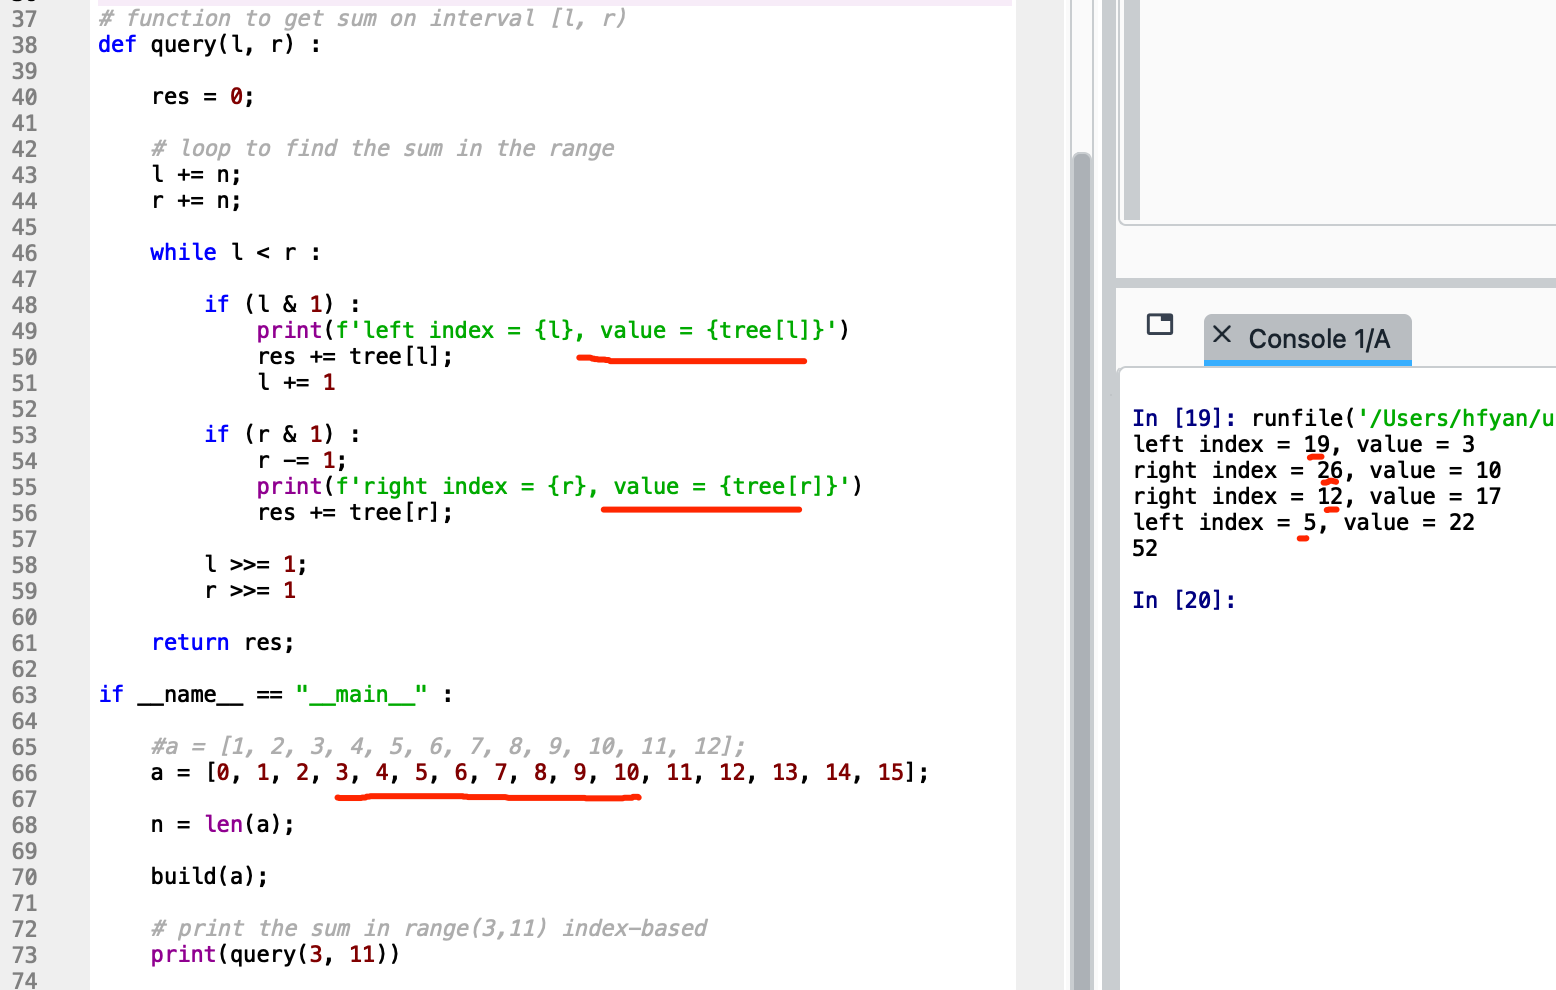 37 # function to get sum on interval [l, r)
38 def query(l, r) :
39
40 res = 0;
41
42 # loop to find the sum in the range
43 l += n;
44 r += n;
45
46 while l < r :
47
48 if (l & 1) :
49 print(f'left index = {l}, value = {tree[l]}')
50 res += tree[l];
51 l += 1
52
53 if (r & 1) :
54 r -= 1;
55 print(f'right index = {r}, value = {tree[r]}')
56 res += tree[r];
57
58 l >>= 1;
59 r >>= 1
60
61 return res;
62
63 if __name__ == "__main__" :
64
65 #a = [1, 2, 3, 4, 5, 6, 7, 8, 9, 10, 11, 12];
66 a = [0, 1, 2, 3, 4, 5, 6, 7, 8, 9, 10, 11, 12, 13, 14, 15];
67
68 n = len(a);
69
70 build(a);
71
72 # print the sum in range(3,11) index-based
73 print(query(3, 11))
74
Console 1/A
In [19]: runfile('/Users/hfyan/u
left index = 19, value = 3
right index = 26, value = 10
right index = 12, value = 17
left index = 5, value = 22
52
In [20]: